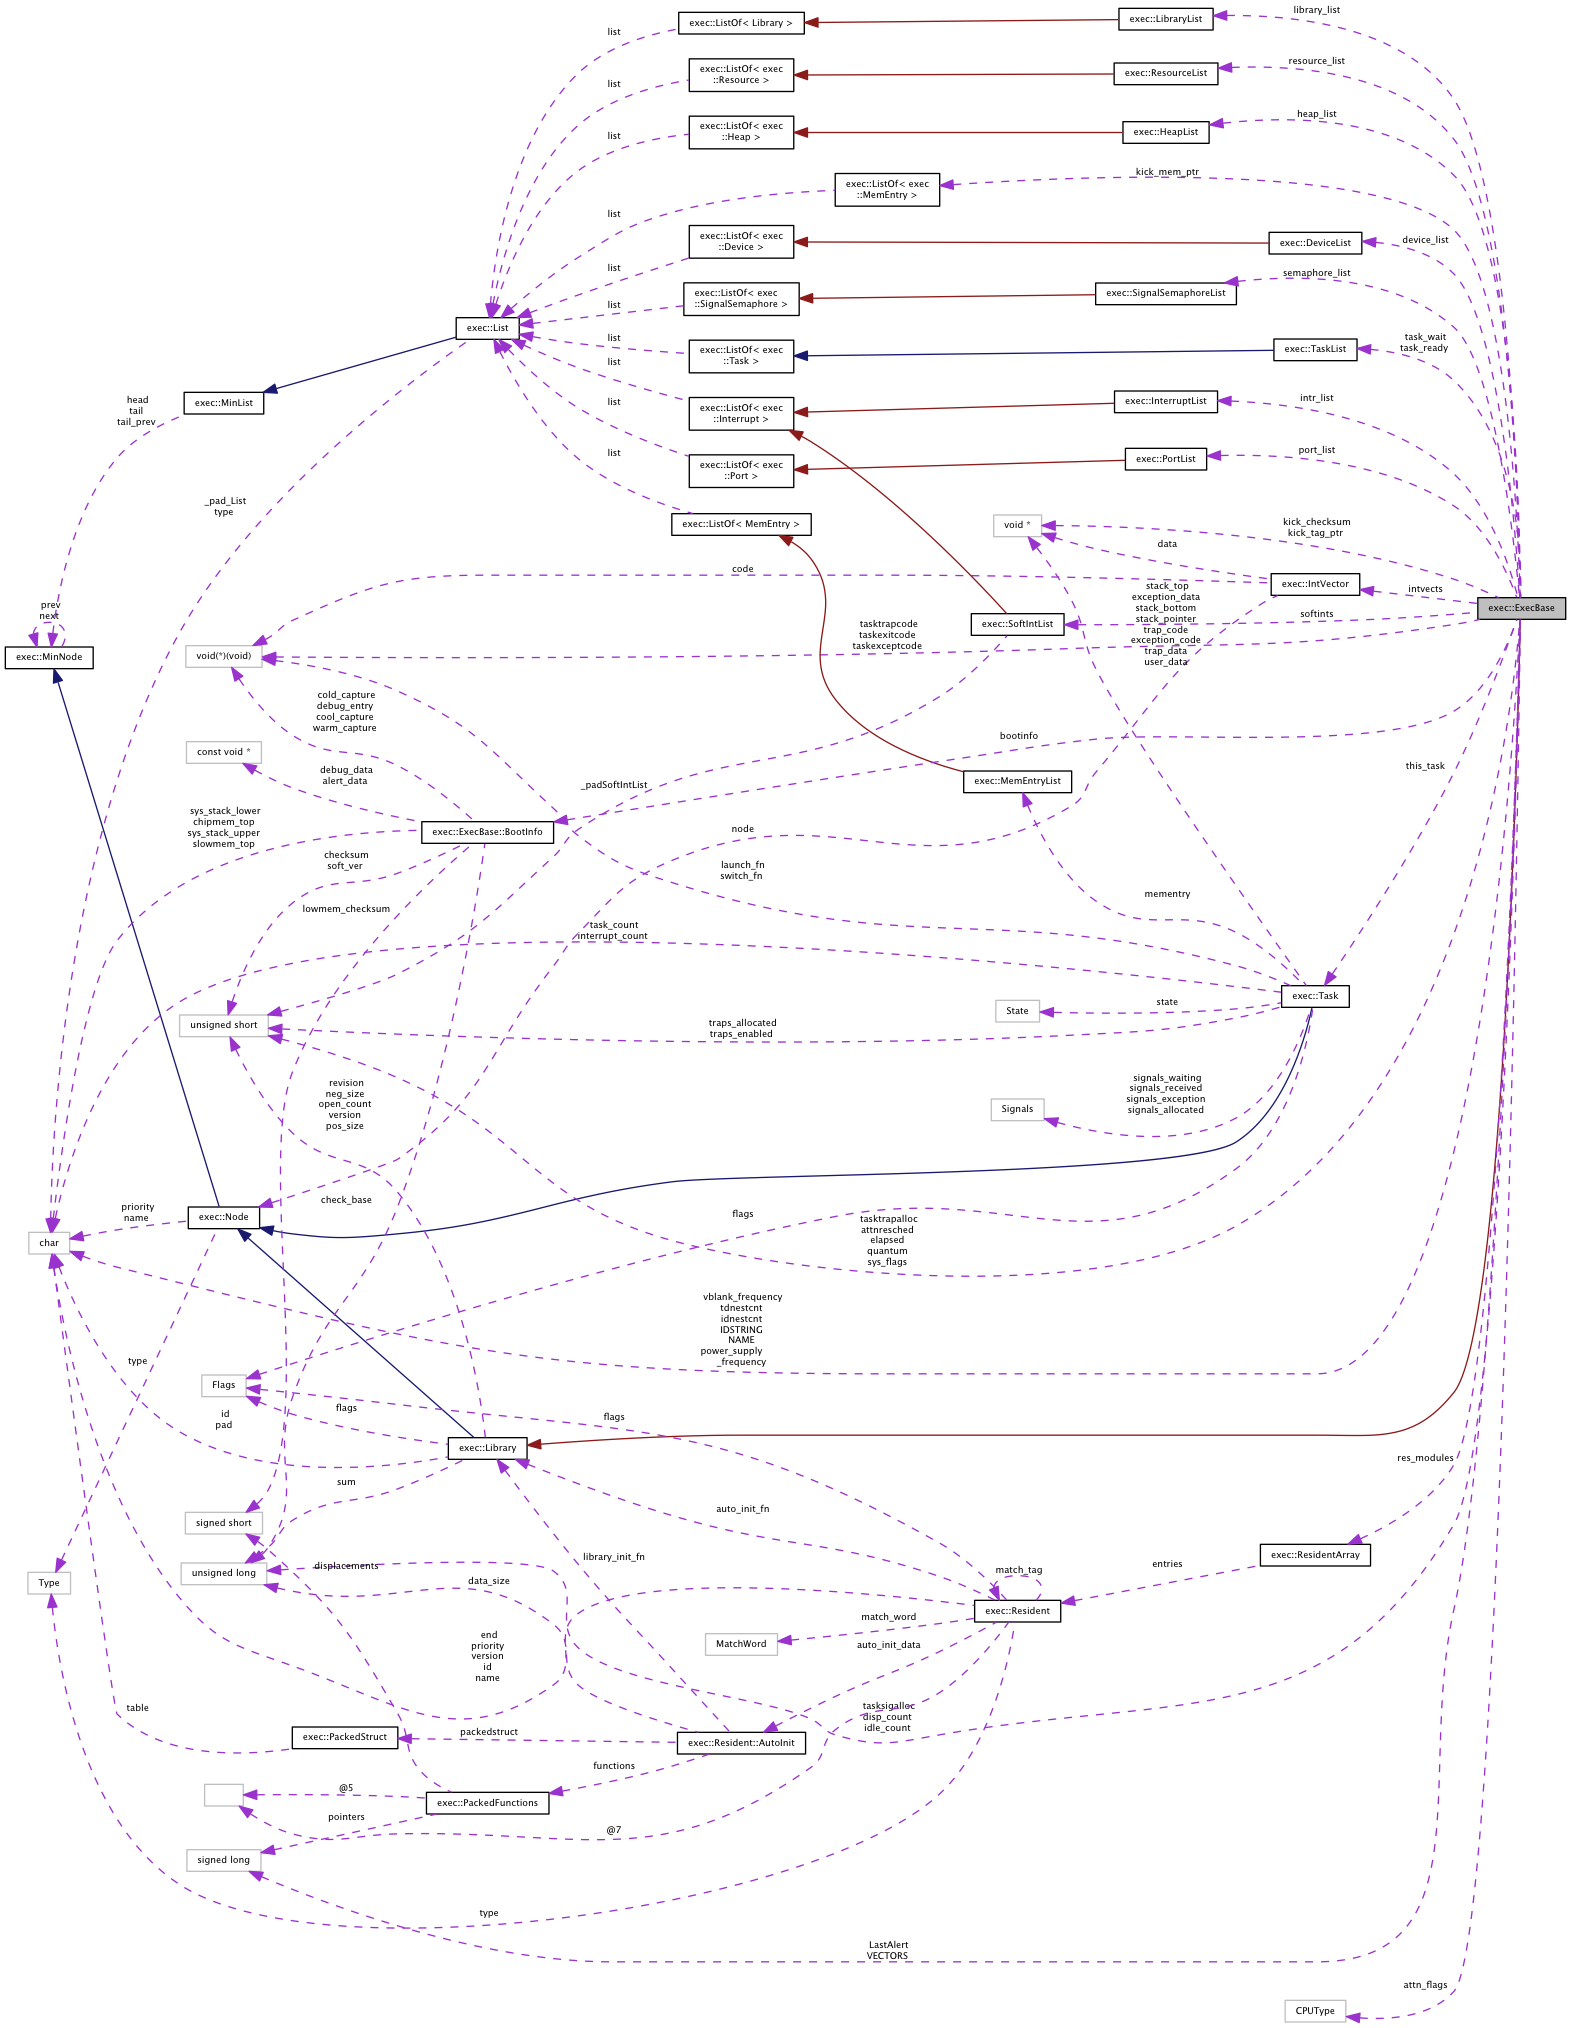 library_list
exec::ListOf< Library >
exec::LibraryList
list
resource_list
exec::ListOf< exec
::Resource >
exec::ResourceList
list
heap_list
exec::ListOf< exec
::Heap >
exec::HeapList
list
kick_mem_ptr
exec::ListOf< exec
::MemEntry >
list
exec::ListOf< exec
::Device >
exec::DeviceList
device_list
list
semaphore_list
exec::ListOf< exec
::SignalSemaphore >
exec::SignalSemaphoreList
list
exec::List
task_wait
task_ready
exec::ListOf< exec
::Task >
exec::TaskList
list
list
head
tail
tail_prev
exec::MinList
exec::ListOf< exec
::Interrupt >
exec::InterruptList
intr_list
list
exec::ListOf< exec
::Port >
exec::PortList
port_list
list
_pad_List
type
exec::ListOf< MemEntry >
void *
kick_checksum
kick_tag_ptr
data
code
exec::IntVector
intvects
exec::ExecBase
stack_top
exception_data
stack_bottom
stack_pointer
trap_code
exception_code
trap_data
user_data
prev
next
exec::MinNode
tasktrapcode
taskexitcode
taskexceptcode
exec::SoftIntList
softints
void(*)(void)
cold_capture
debug_entry
cool_capture
warm_capture
const void *
debug_data
alert_data
bootinfo
this_task
_padSoftIntList
exec::MemEntryList
sys_stack_lower
chipmem_top
sys_stack_upper
slowmem_top
exec::ExecBase::BootInfo
node
checksum
soft_ver
launch_fn
switch_fn
mementry
lowmem_checksum
task_count
interrupt_count
exec::Task
State
state
unsigned short
traps_allocated
traps_enabled
revision
neg_size
open_count
version
pos_size
Signals
signals_waiting
signals_received
signals_exception
signals_allocated
check_base
priority
name
exec::Node
flags
char
tasktrapalloc
attnresched
elapsed
quantum
sys_flags
vblank_frequency
tdnestcnt
idnestcnt
IDSTRING
NAME
power_supply
_frequency
type
Flags
flags
flags
id
pad
exec::Library
res_modules
sum
auto_init_fn
signed short
displacements
library_init_fn
exec::ResidentArray
entries
Type
unsigned long
data_size
match_tag
exec::Resident
match_word
MatchWord
auto_init_data
end
priority
version
id
name
table
exec::PackedStruct
packedstruct
exec::Resident::AutoInit
tasksigalloc
disp_count
idle_count
functions
@5
exec::PackedFunctions
pointers
@7
signed long
type
LastAlert
VECTORS
attn_flags
CPUType